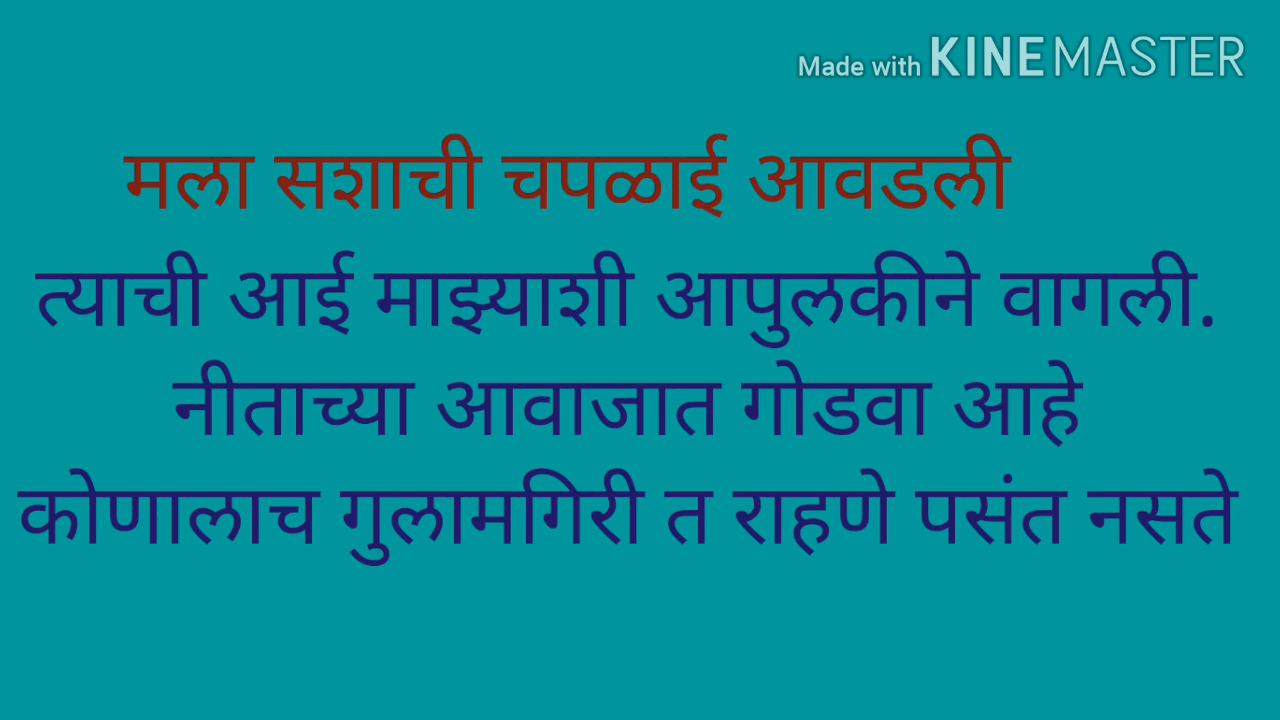 Made with KINEMASTER
मला सशाची चपळाई आवडली
त्याची आई माझ्याशी आपुलकीने वागली.
नीताच्या आवाजात गोडवा आहे
कोणालाच गुलामगिरी त राहणे पसंत नसते